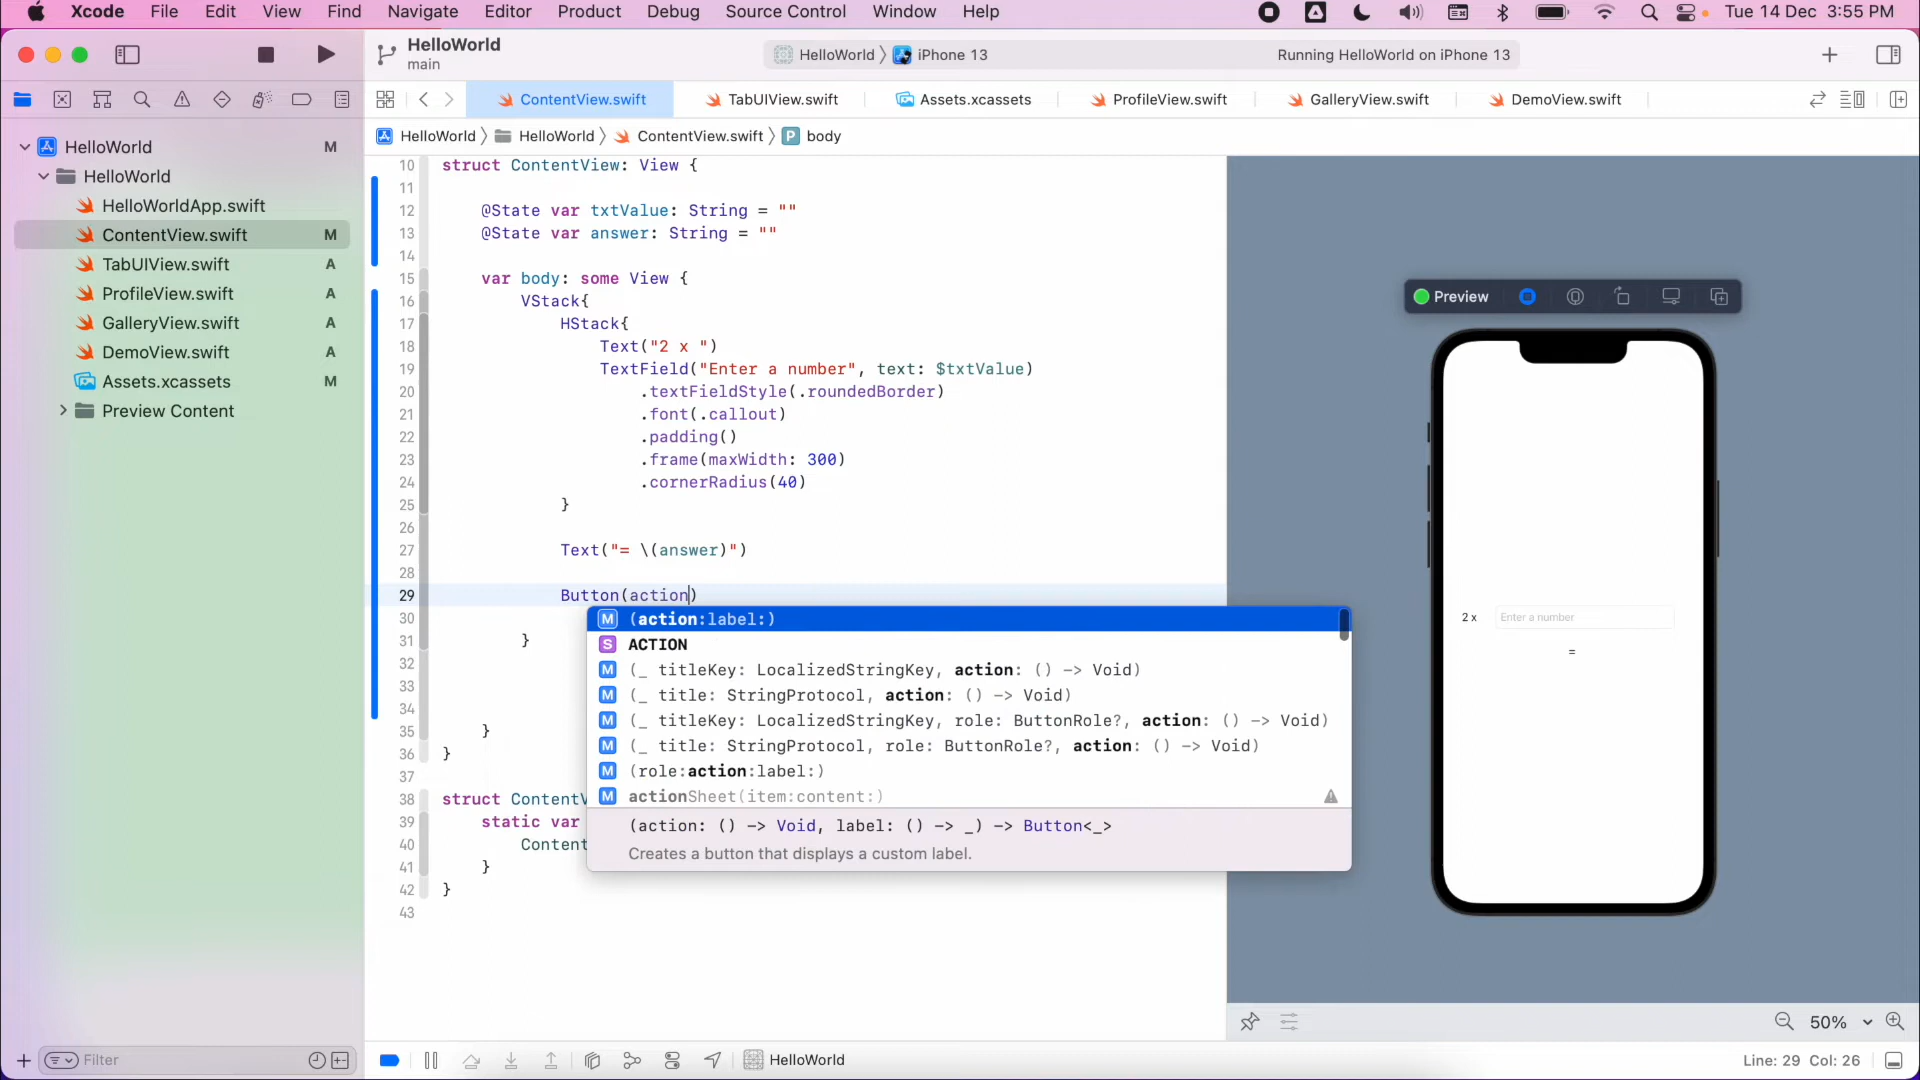 Xcode File Edit View Find Navigate Editor Product Debug Source Control Window Help Tue 14 Dec 3:55 PM
HelloWorld
main
HelloWorld iPhone 13 Running HelloWorld on iPhone 13
ContentView.swift TabUIView.swift Assets.xcassets ProfileView.swift GalleryView.swift DemoView.swift
HelloWorld HelloWorld ContentView.swift P body
HelloWorld M
HelloWorld
HelloWorldApp.swift
ContentView.swift M
TabUIView.swift A
ProfileView.swift A
GalleryView.swift A
DemoView.swift A
Assets.xcassets M
Preview Content
10 struct ContentView: View {
11
12 @State var txtValue: String = ""
13 @State var answer: String = ""
14
15 var body: some View {
16 VStack{
17 HStack{
18 Text("2 x ")
19 TextField("Enter a number", text: $txtValue)
20 .textFieldStyle(.roundedBorder)
21 .font(.callout)
22 .padding()
23 .frame(maxWidth: 300)
24 .cornerRadius(40)
25 }
26
27 Text("= \(answer)")
28
29 Button(action)
30
31 }
32
33
34
35 }
36 }
37
38 struct ContentV
39 static var
40 Content
41 }
42 }
43
M (action:label:)
S ACTION
M (_ titleKey: LocalizedStringKey, action: () -> Void)
M (_ title: StringProtocol, action: () -> Void)
M (_ titleKey: LocalizedStringKey, role: ButtonRole?, action: () -> Void)
M (_ title: StringProtocol, role: ButtonRole?, action: () -> Void)
M (role:action:label:)
M actionSheet(item:content:)
(action: () -> Void, label: () -> _) -> Button<_>
Creates a button that displays a custom label.
Preview
2 x Enter a number
=
50%
Filter
HelloWorld
Line: 29 Col: 26